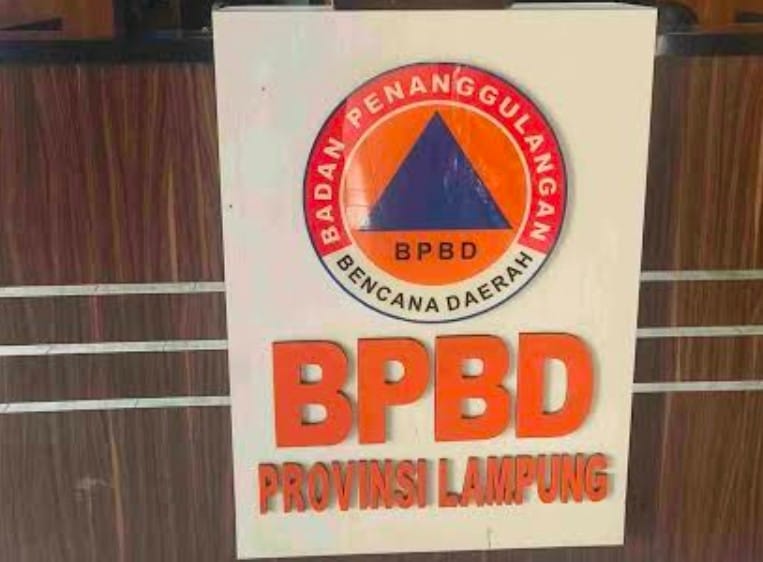 BADAN PENANGGULANGAN
BPBD
BENCANA DAERAH
BPBD
PROVINSI LAMPUNG